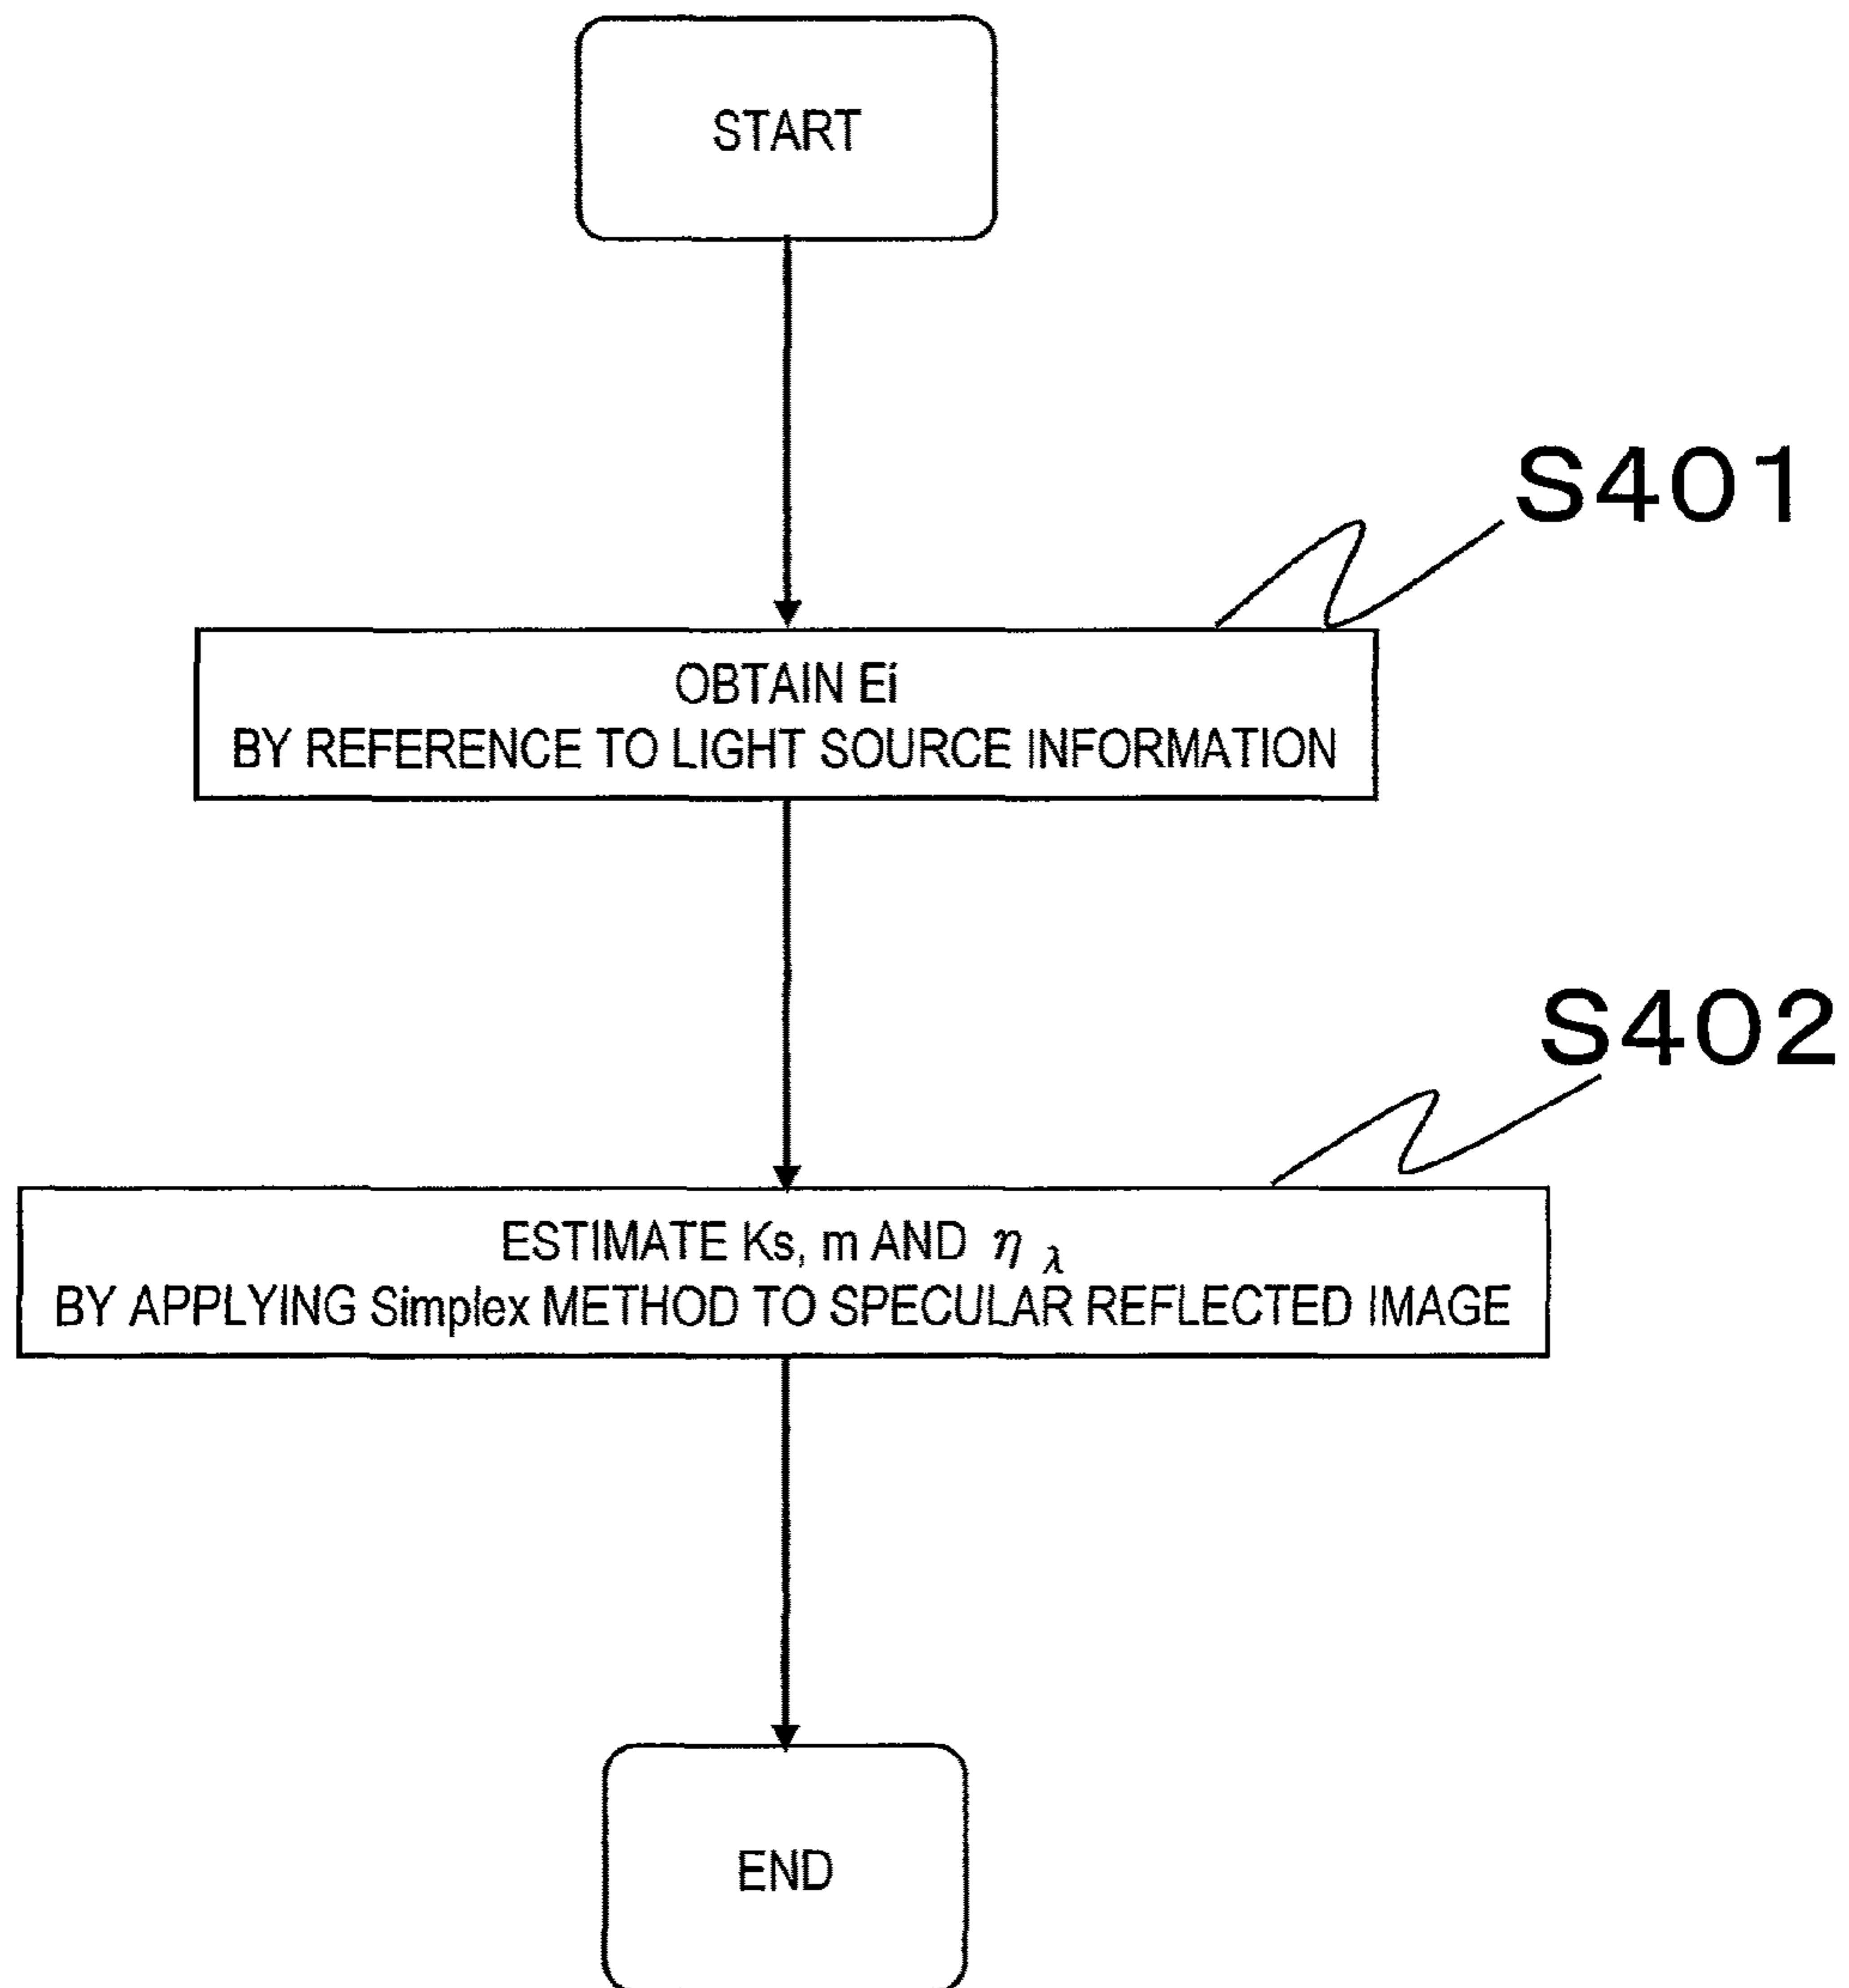 START
S401
OBTAIN Ei
BY REFERENCE TO LIGHT SOURCE INFORMATION
S402
ESTIMATE Ks, m AND η λ
BY APPLYING Simplex METHOD TO SPECULAR REFLECTED IMAGE
END